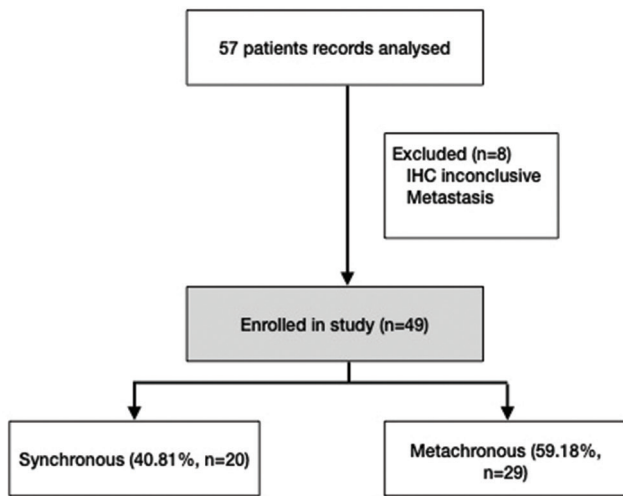 57 patients records analysed
Excluded (n=8)
IHC inconclusive
Metastasis
Enrolled in study (n=49)
Synchronous (40.81%, n=20)
Metachronous (59.18%,
n=29)